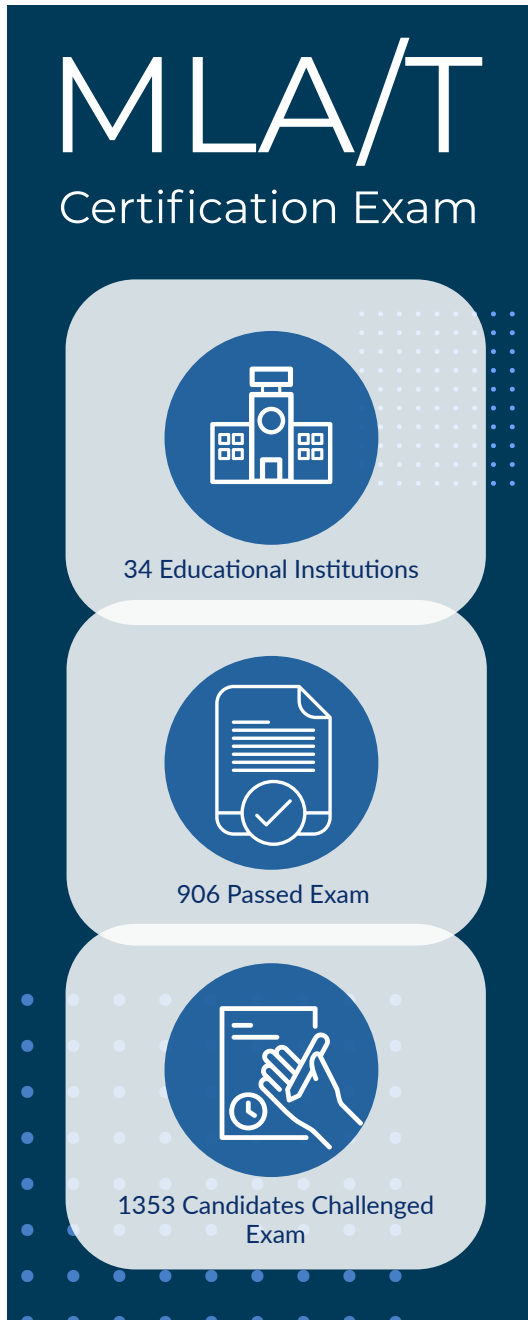 MLA/T
Certification Exam
34 Educational Institutions
906 Passed Exam
1353 Candidates Challenged
Exam